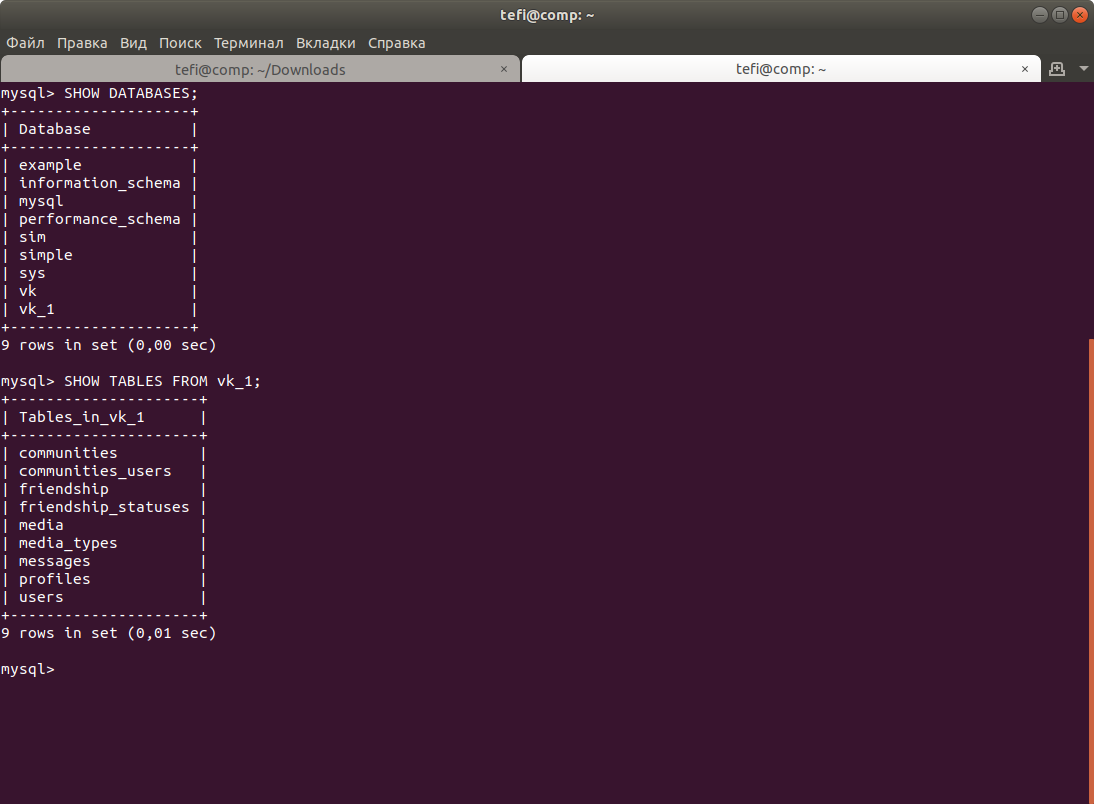 tefi@comp: ~
Файл Правка Вид Поиск Терминал Вкладки Справка
tefi@comp: ~/Downloads × tefi@comp: ~ ×
mysql> SHOW DATABASES;
+--------------------+
| Database           |
+--------------------+
| example            |
| information_schema |
| mysql              |
| performance_schema |
| sim                |
| simple             |
| sys                |
| vk                 |
| vk_1               |
+--------------------+
9 rows in set (0,00 sec)
mysql> SHOW TABLES FROM vk_1;
+---------------------+
| Tables_in_vk_1      |
+---------------------+
| communities         |
| communities_users   |
| friendship          |
| friendship_statuses |
| media               |
| media_types         |
| messages            |
| profiles            |
| users               |
+---------------------+
9 rows in set (0,01 sec)
mysql>